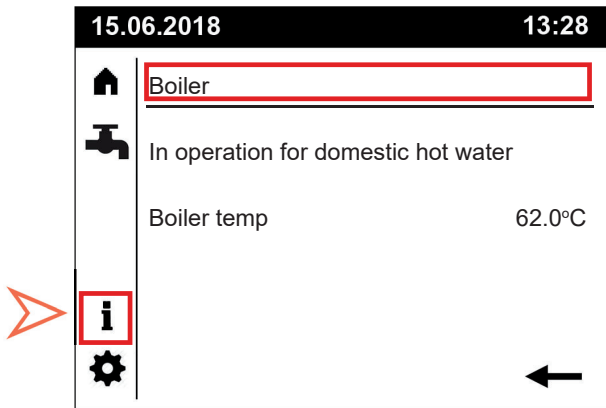 15.06.2018 13:28
Boiler
In operation for domestic hot water
Boiler temp 62.0°C
i